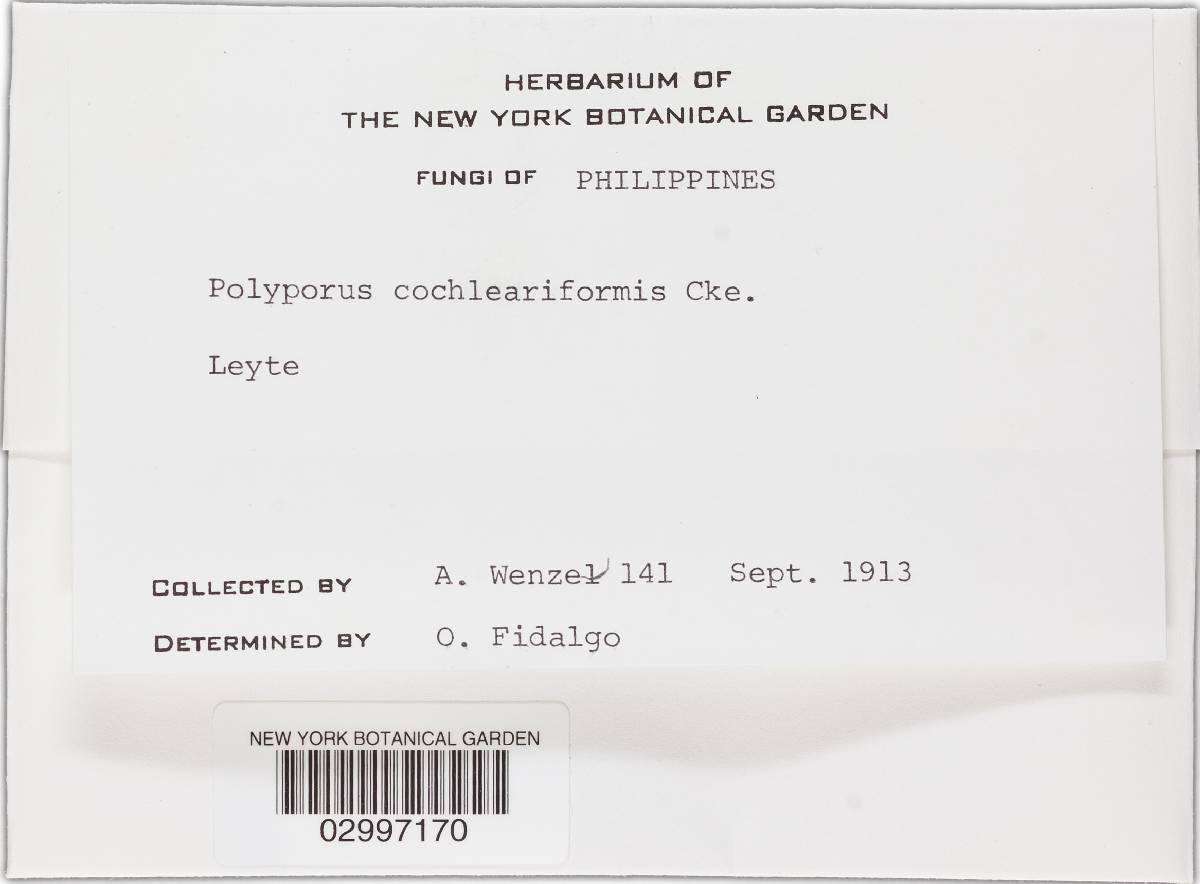 HERBARIUM OF
THE NEW YORK BOTANICAL GARDEN
FUNGI OF PHILIPPINES
Polyporus cochleariformis Cke.
Leyte
COLLECTED BY A. Wenzel 141 Sept. 1913
DETERMINED BY O. Fidalgo
NEW YORK BOTANICAL GARDEN
02997170